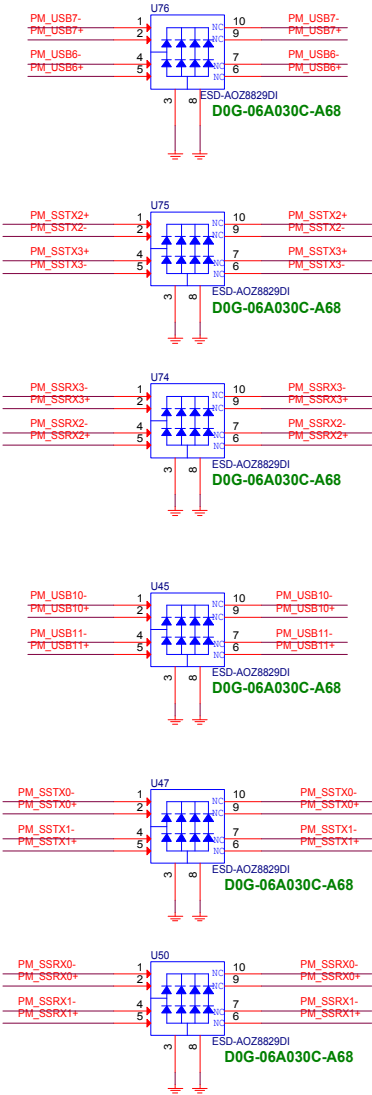 U76
PM_USB7- 1 NC 10 PM_USB7-
PM_USB7+ 2 9 PM_USB7+
PM_USB6- 4 NC 7 PM_USB6-
PM_USB6+ 5 6 PM_USB6+
3 8 ESD-AOZ8829DI
D0G-06A030C-A68
U75
PM_SSTX2+ 1 NC 10 PM_SSTX2+
PM_SSTX2- 2 NC 9 PM_SSTX2-
PM_SSTX3+ 4 NC 7 PM_SSTX3+
PM_SSTX3- 5 NC 6 PM_SSTX3-
3 8 ESD-AOZ8829DI
D0G-06A030C-A68
U74
PM_SSRX3- 1 NC 10 PM_SSRX3-
PM_SSRX3+ 2 NC 9 PM_SSRX3+
PM_SSRX2- 4 NC 7 PM_SSRX2-
PM_SSRX2+ 5 NC 6 PM_SSRX2+
3 8 ESD-AOZ8829DI
D0G-06A030C-A68
U45
PM_USB10- 1 NC 10 PM_USB10-
PM_USB10+ 2 NC 9 PM_USB10+
PM_USB11- 4 NC 7 PM_USB11-
PM_USB11+ 5 NC 6 PM_USB11+
3 8 ESD-AOZ8829DI
D0G-06A030C-A68
U47
PM_SSTX0- 1 NC 10 PM_SSTX0-
PM_SSTX0+ 2 NC 9 PM_SSTX0+
PM_SSTX1- 4 NC 7 PM_SSTX1-
PM_SSTX1+ 5 NC 6 PM_SSTX1+
3 8 ESD-AOZ8829DI
D0G-06A030C-A68
U50
PM_SSRX0- 1 NC 10 PM_SSRX0-
PM_SSRX0+ 2 NC 9 PM_SSRX0+
PM_SSRX1- 4 NC 7 PM_SSRX1-
PM_SSRX1+ 5 NC 6 PM_SSRX1+
3 8 ESD-AOZ8829DI
D0G-06A030C-A68